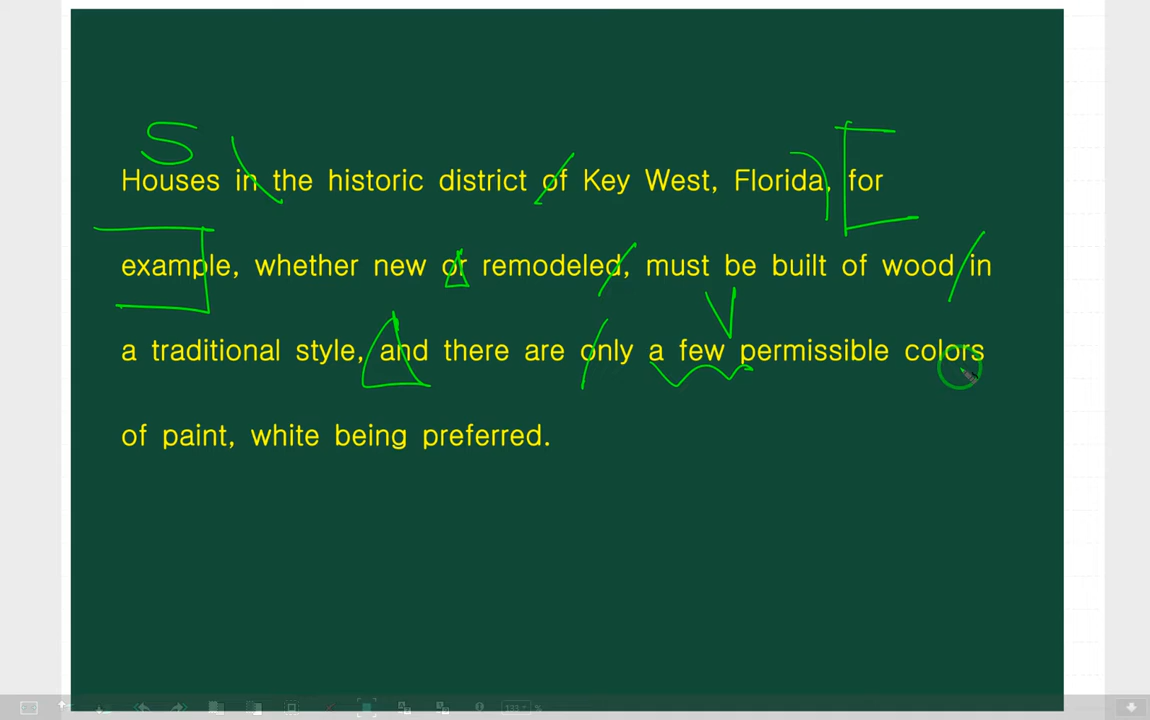 S
Houses in the historic district of Key West, Florida, for
example, whether new or remodeled, must be built of wood in
V
a traditional style, and there are only a few permissible colors
of paint, white being preferred.
133 %